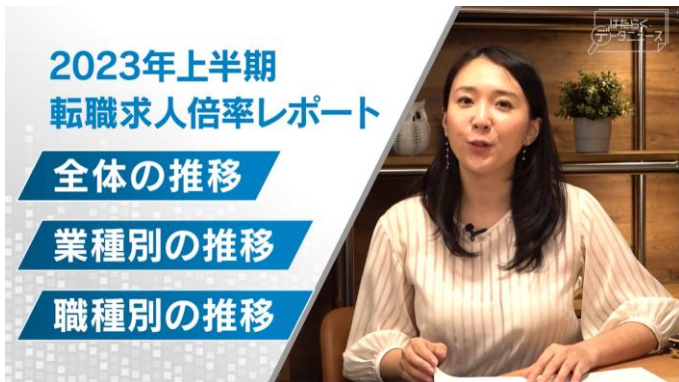 はたらく
データニュース
2023年上半期
転職求人倍率レポート
全体の推移
業種別の推移
職種別の推移